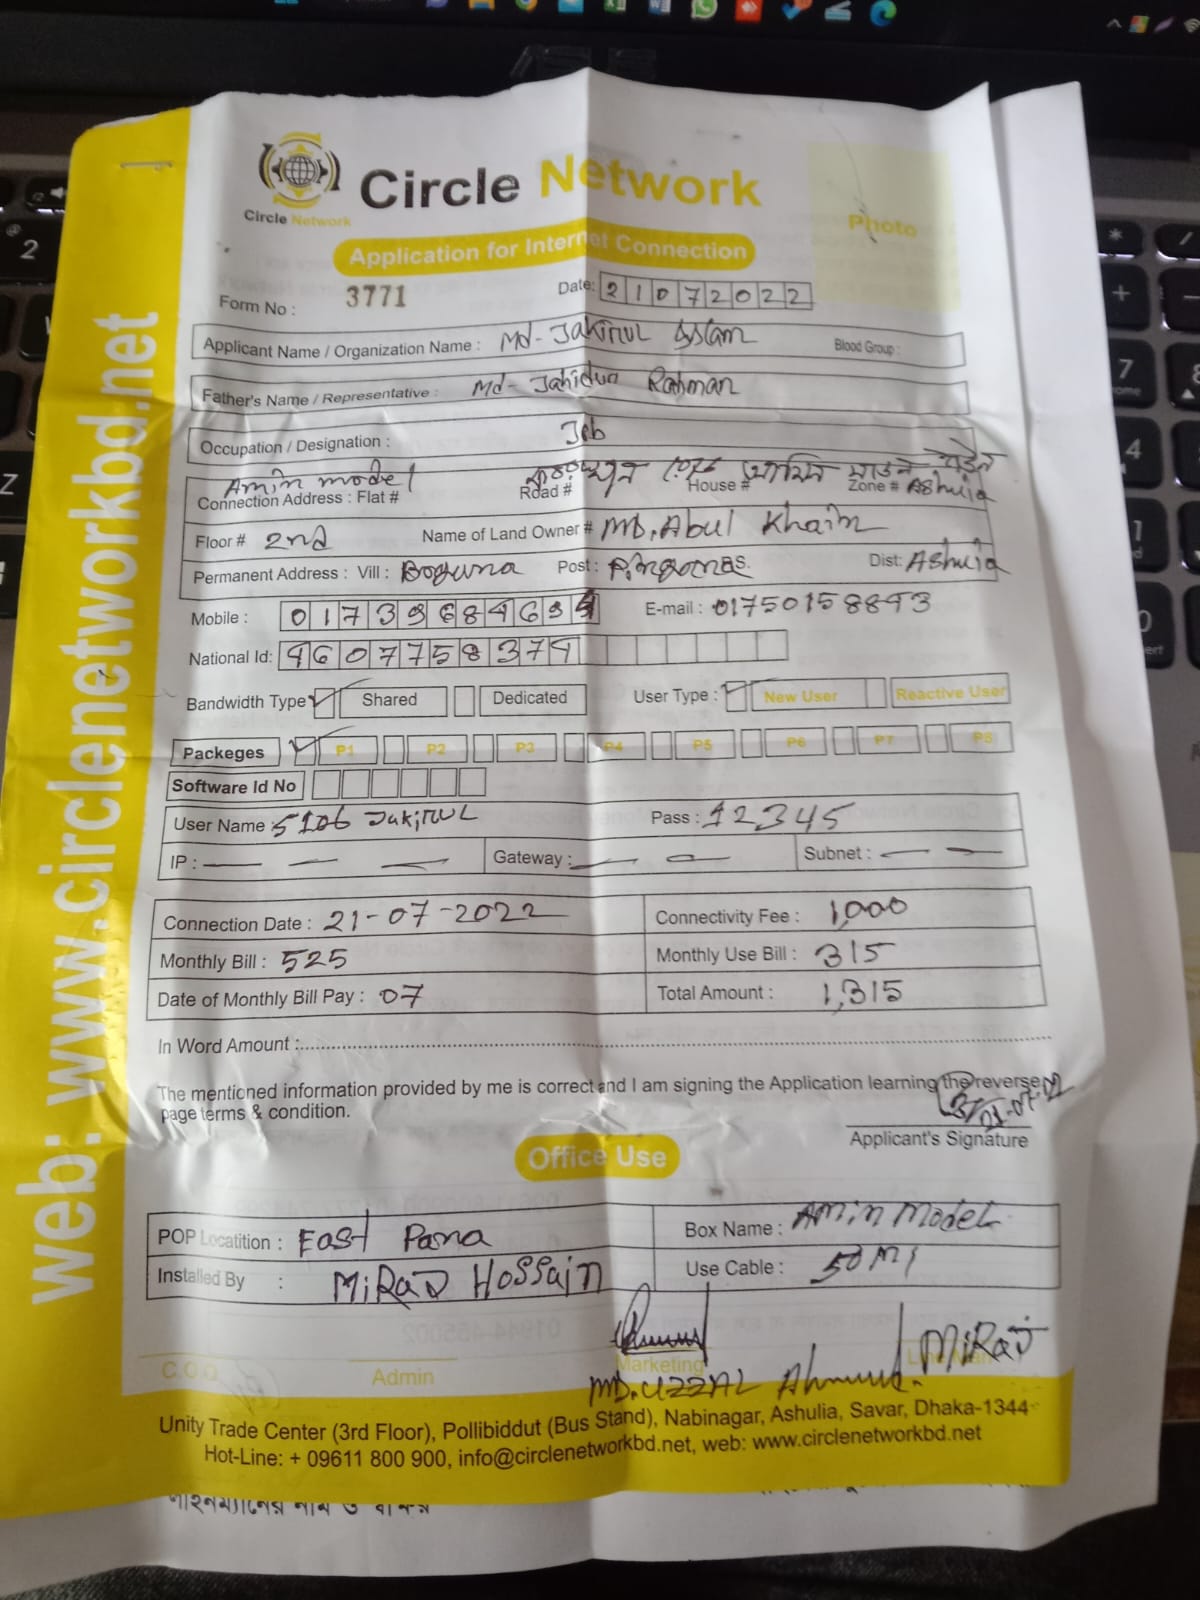 Circle Network
Circle Network
Photo
Application for Internet Connection
Form No : 3771
Date: 21072022
Applicant Name / Organization Name : Md- Jakirul Islam Blood Group :
Father's Name / Representative : Md- Jahidur Rahman
Occupation / Designation : Job
Amin model
Connection Address : Flat # Road # House # Zone # Ashulia
Floor # 2nd Name of Land Owner # MD. Abul
Permanent Address : Vill : Boguna Post : P.S. Dist: Ashulia
Mobile : E-mail : 01750158893
National Id: 4607758374
Bandwidth Type Shared Dedicated User Type : New User Reactive User
Packeges P1 P2 P3 P4 P5 P6 P7 P8
Software Id No
User Name : 5106 Jakirul Pass : 12345
IP : Gateway : Subnet :
Connection Date : 21-07-2022 Connectivity Fee : 1,000
Monthly Bill : 525 Monthly Use Bill : 315
Date of Monthly Bill Pay : 07 Total Amount : 1,315
In Word Amount :
The mentioned information provided by me is correct and I am signing the Application learning the reverse
page terms & condition.
Applicant's Signature
Office Use
POP Locatition : East Para Box Name : Amin Model
Installed By : MiRaJ HoSSaiN Use Cable : 50 M
C.O.O Admin Marketing MiRaJ
MD. UZZAL Ahmmed.
Unity Trade Center (3rd Floor), Pollibiddut (Bus Stand), Nabinagar, Ashulia, Savar, Dhaka-1344
Hot-Line: + 09611 800 900, info@circlenetworkbd.net, web: www.circlenetworkbd.net
web: www.circlenetworkbd.net